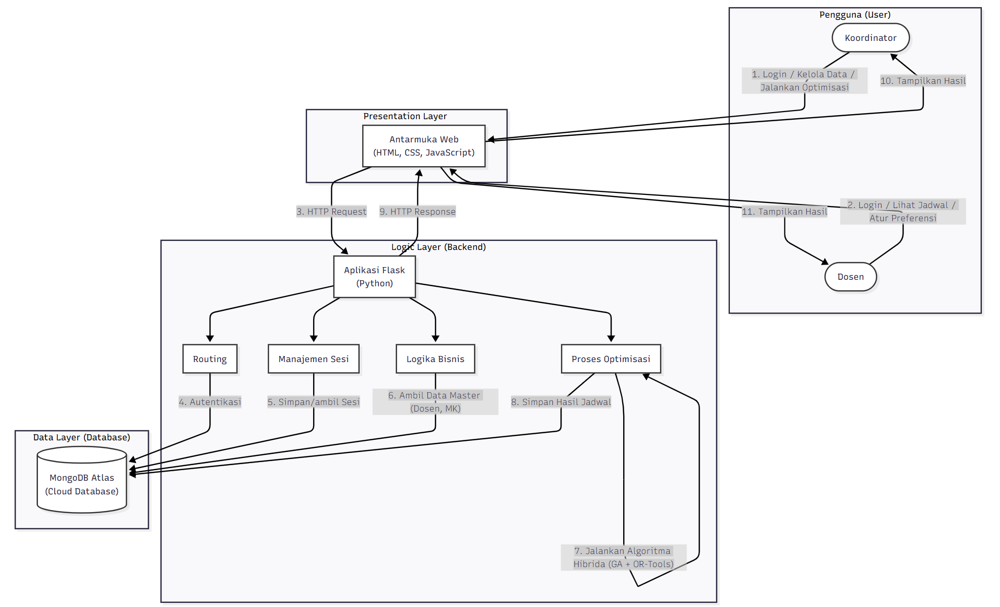 Pengguna (User)
Koordinator
1. Login / Kelola Data /
Jalankan Optimisasi
10. Tampilkan Hasil
Presentation Layer
Antarmuka Web
(HTML, CSS, JavaScript)
3. HTTP Request
9. HTTP Response
11. Tampilkan Hasil
2. Login / Lihat Jadwal /
Atur Preferensi
Dosen
Logic Layer (Backend)
Aplikasi Flask
(Python)
Routing
Manajemen Sesi
Logika Bisnis
Proses Optimisasi
4. Autentikasi
5. Simpan/ambil Sesi
6. Ambil Data Master
(Dosen, MK)
8. Simpan Hasil Jadwal
Data Layer (Database)
MongoDB Atlas
(Cloud Database)
7. Jalankan Algoritma
Hibrida (GA + OR-Tools)